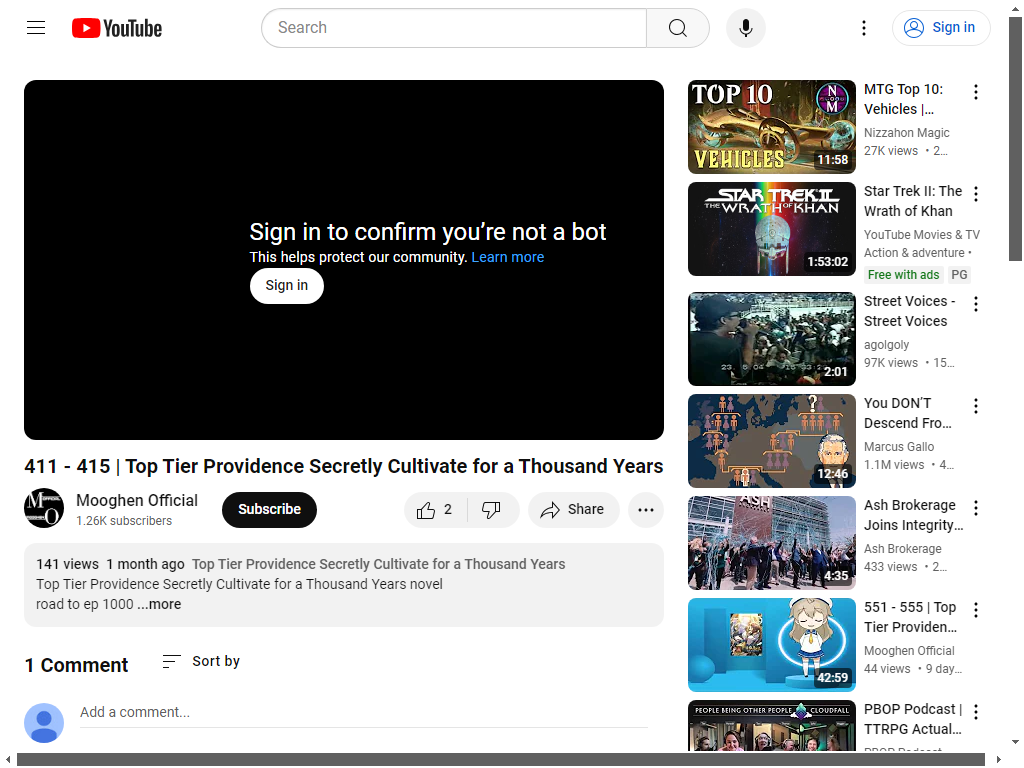 YouTube
Search
Sign in
Sign in to confirm you’re not a bot
This helps protect our community. Learn more
Sign in
411 - 415 | Top Tier Providence Secretly Cultivate for a Thousand Years
Mooghen Official
1.26K subscribers
Subscribe
2
Share
141 views 1 month ago Top Tier Providence Secretly Cultivate for a Thousand Years
Top Tier Providence Secretly Cultivate for a Thousand Years novel
road to ep 1000 ...more
1 Comment
Sort by
Add a comment...
TOP 10
N
M
VEHICLES
11:58
MTG Top 10:
Vehicles |...
Nizzahon Magic
27K views • 2...
STAR TREK II
THE WRATH OF KHAN
1:53:02
Star Trek II: The
Wrath of Khan
YouTube Movies & TV
Action & adventure •
Free with ads PG
2:01
Street Voices -
Street Voices
agolgoly
97K views • 15...
?
12:46
You DON'T
Descend Fro...
Marcus Gallo
1.1M views • 4...
ASH
4:35
Ash Brokerage
Joins Integrity...
Ash Brokerage
433 views • 2...
42:59
551 - 555 | Top
Tier Providen...
Mooghen Official
44 views • 9 day...
PEOPLE BEING OTHER PEOPLE CLOUDFALL
PBOP Podcast |
TTRPG Actual...
PBOP Podcast